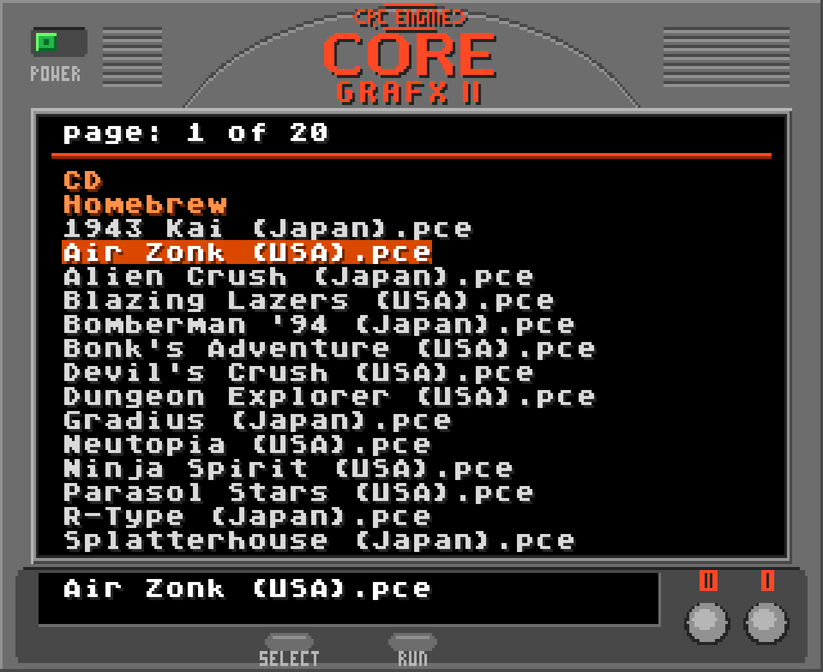 PC ENGINE
CORE
GRAFX II
POWER
page: 1 of 20
CD
Homebrew
1943 Kai (Japan).pce
Air Zonk (USA).pce
Alien Crush (Japan).pce
Blazing Lazers (USA).pce
Bomberman '94 (Japan).pce
Bonk's Adventure (USA).pce
Devil's Crush (USA).pce
Dungeon Explorer (USA).pce
Gradius (Japan).pce
Neutopia (USA).pce
Ninja Spirit (USA).pce
Parasol Stars (USA).pce
R-Type (Japan).pce
Splatterhouse (Japan).pce
Air Zonk (USA).pce
II I
SELECT RUN